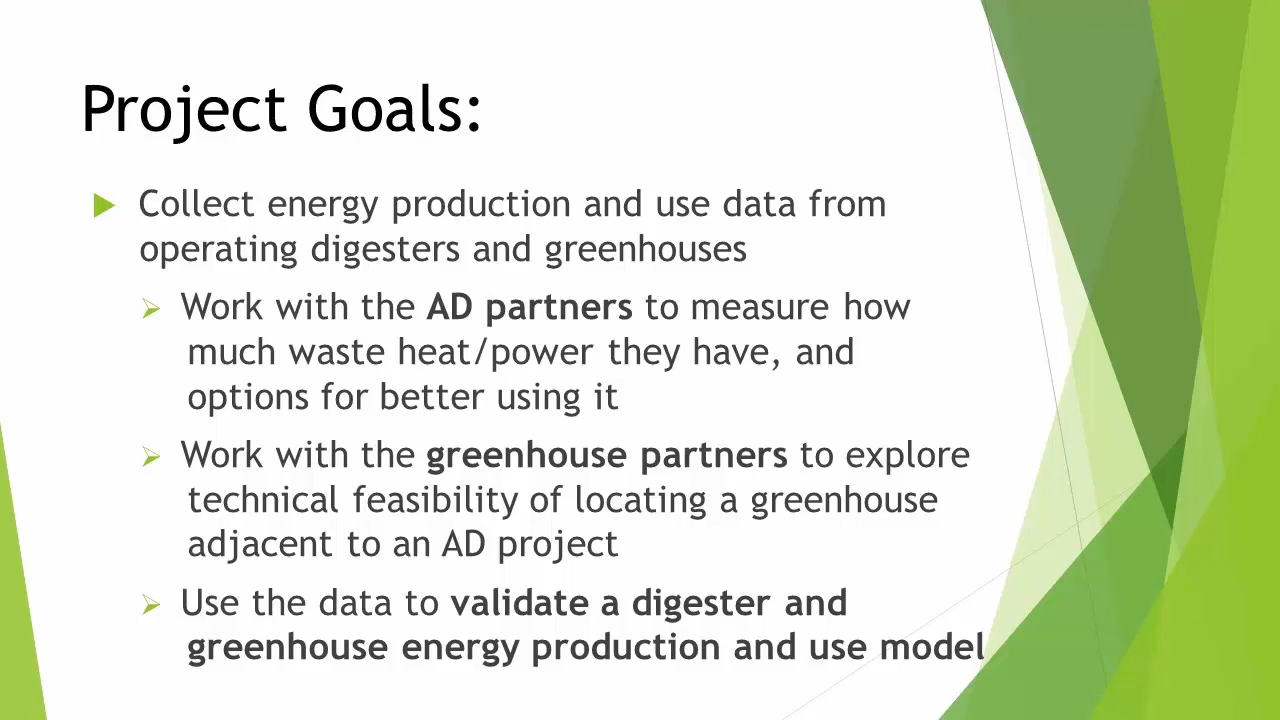 Project Goals:
Collect energy production and use data from
operating digesters and greenhouses
Work with the AD partners to measure how
much waste heat/power they have, and
options for better using it
Work with the greenhouse partners to explore
technical feasibility of locating a greenhouse
adjacent to an AD project
Use the data to validate a digester and
greenhouse energy production and use model